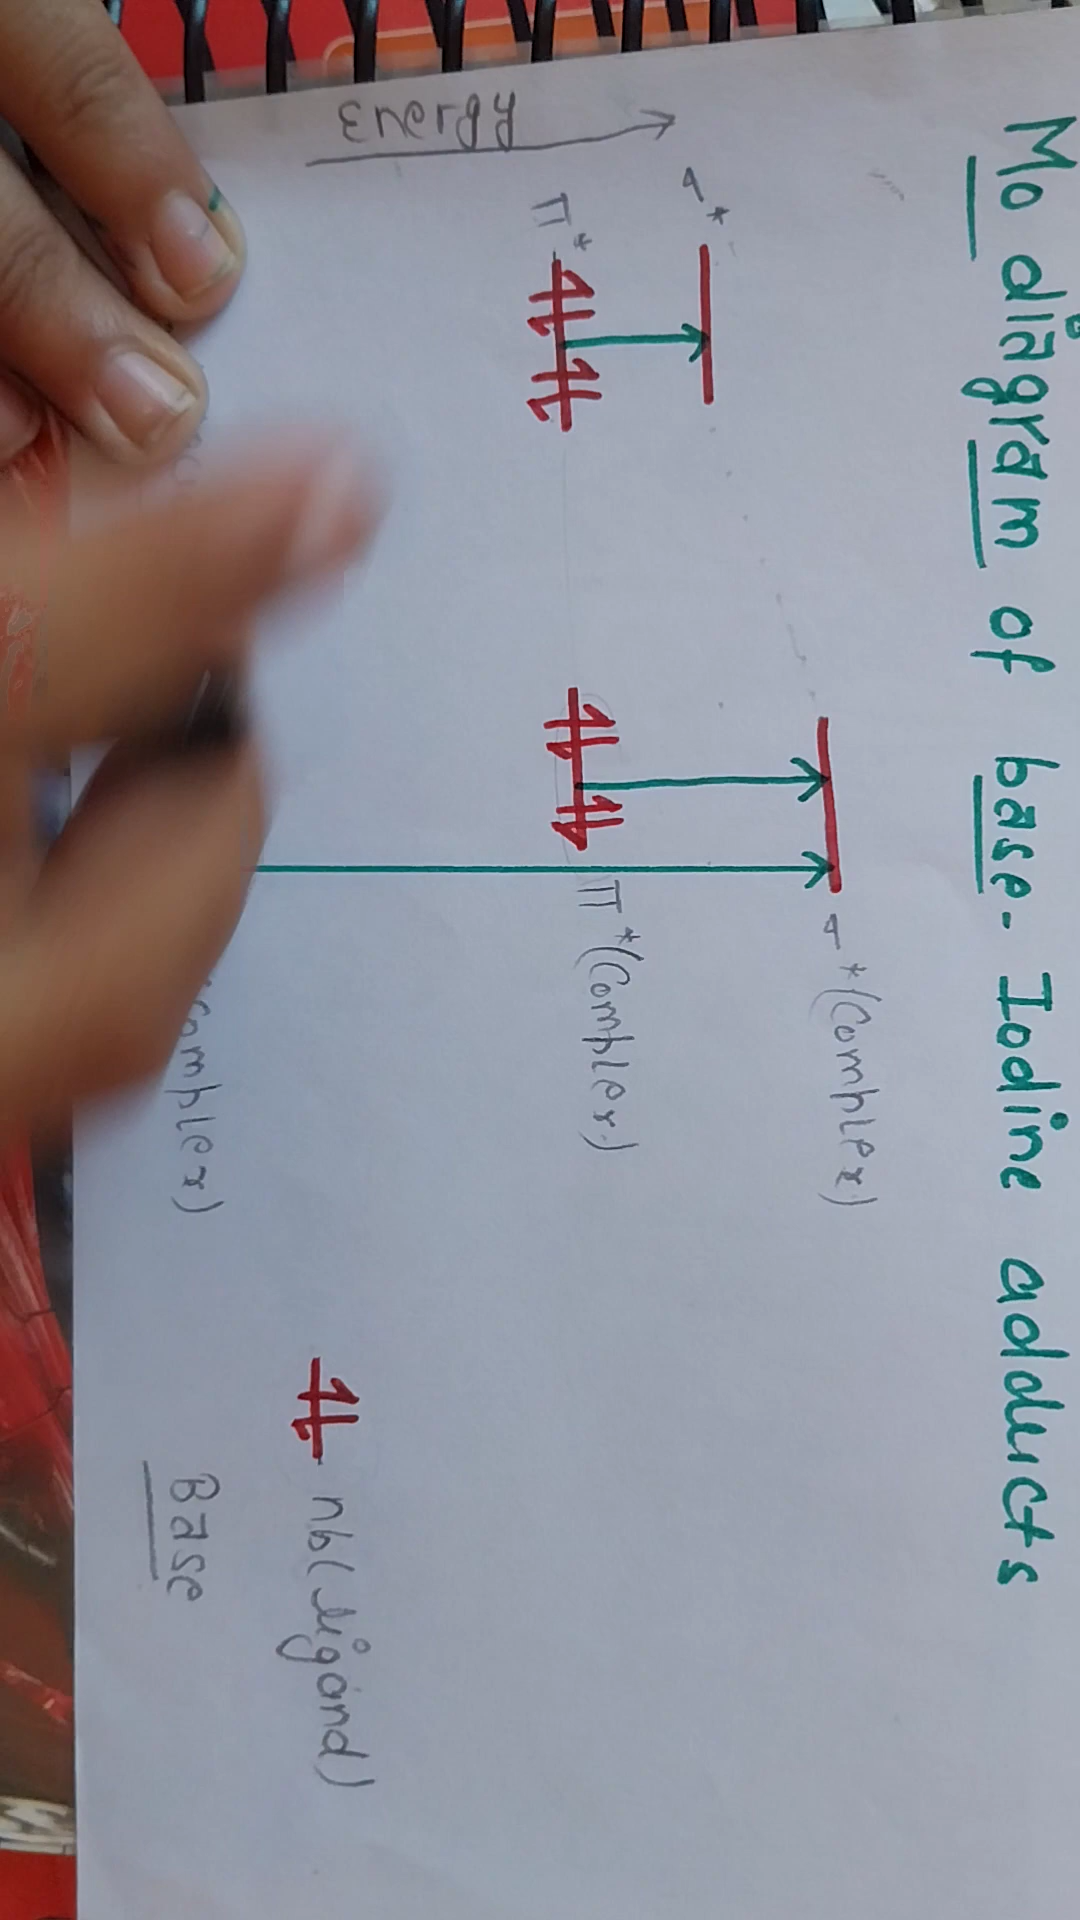 Mo diagram of base-Iodine adducts
Energy
σ*
π*
σ*(Complex)
π*(Complex)
nb(ligand)
Complex)
Base